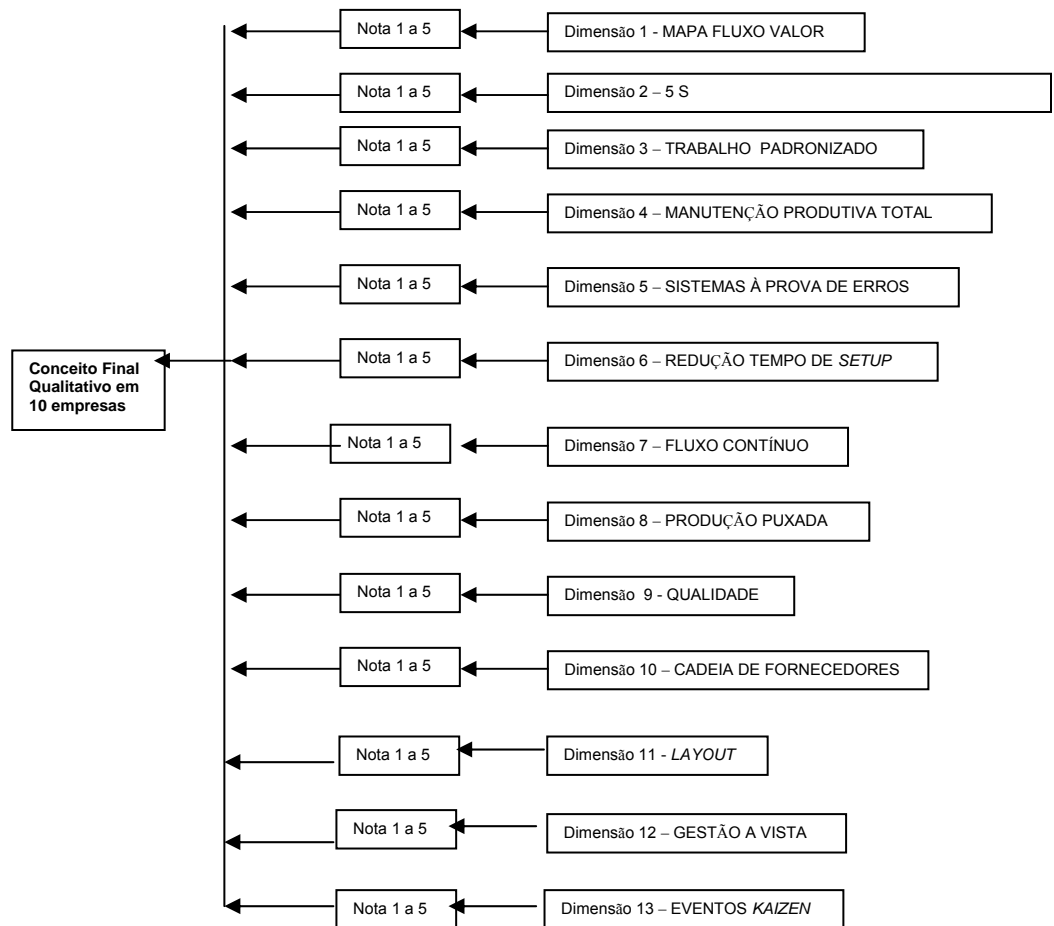 Nota 1 a 5
Dimensão 1 - MAPA FLUXO VALOR
Nota 1 a 5
Dimensão 2 – 5 S
Nota 1 a 5
Dimensão 3 – TRABALHO PADRONIZADO
Nota 1 a 5
Dimensão 4 – MANUTENÇÃO PRODUTIVA TOTAL
Nota 1 a 5
Dimensão 5 – SISTEMAS À PROVA DE ERROS
Conceito Final
Qualitativo em
10 empresas
Nota 1 a 5
Dimensão 6 – REDUÇÃO TEMPO DE SETUP
Nota 1 a 5
Dimensão 7 – FLUXO CONTÍNUO
Nota 1 a 5
Dimensão 8 – PRODUÇÃO PUXADA
Nota 1 a 5
Dimensão 9 - QUALIDADE
Nota 1 a 5
Dimensão 10 – CADEIA DE FORNECEDORES
Nota 1 a 5
Dimensão 11 - LAYOUT
Nota 1 a 5
Dimensão 12 – GESTÃO A VISTA
Nota 1 a 5
Dimensão 13 – EVENTOS KAIZEN